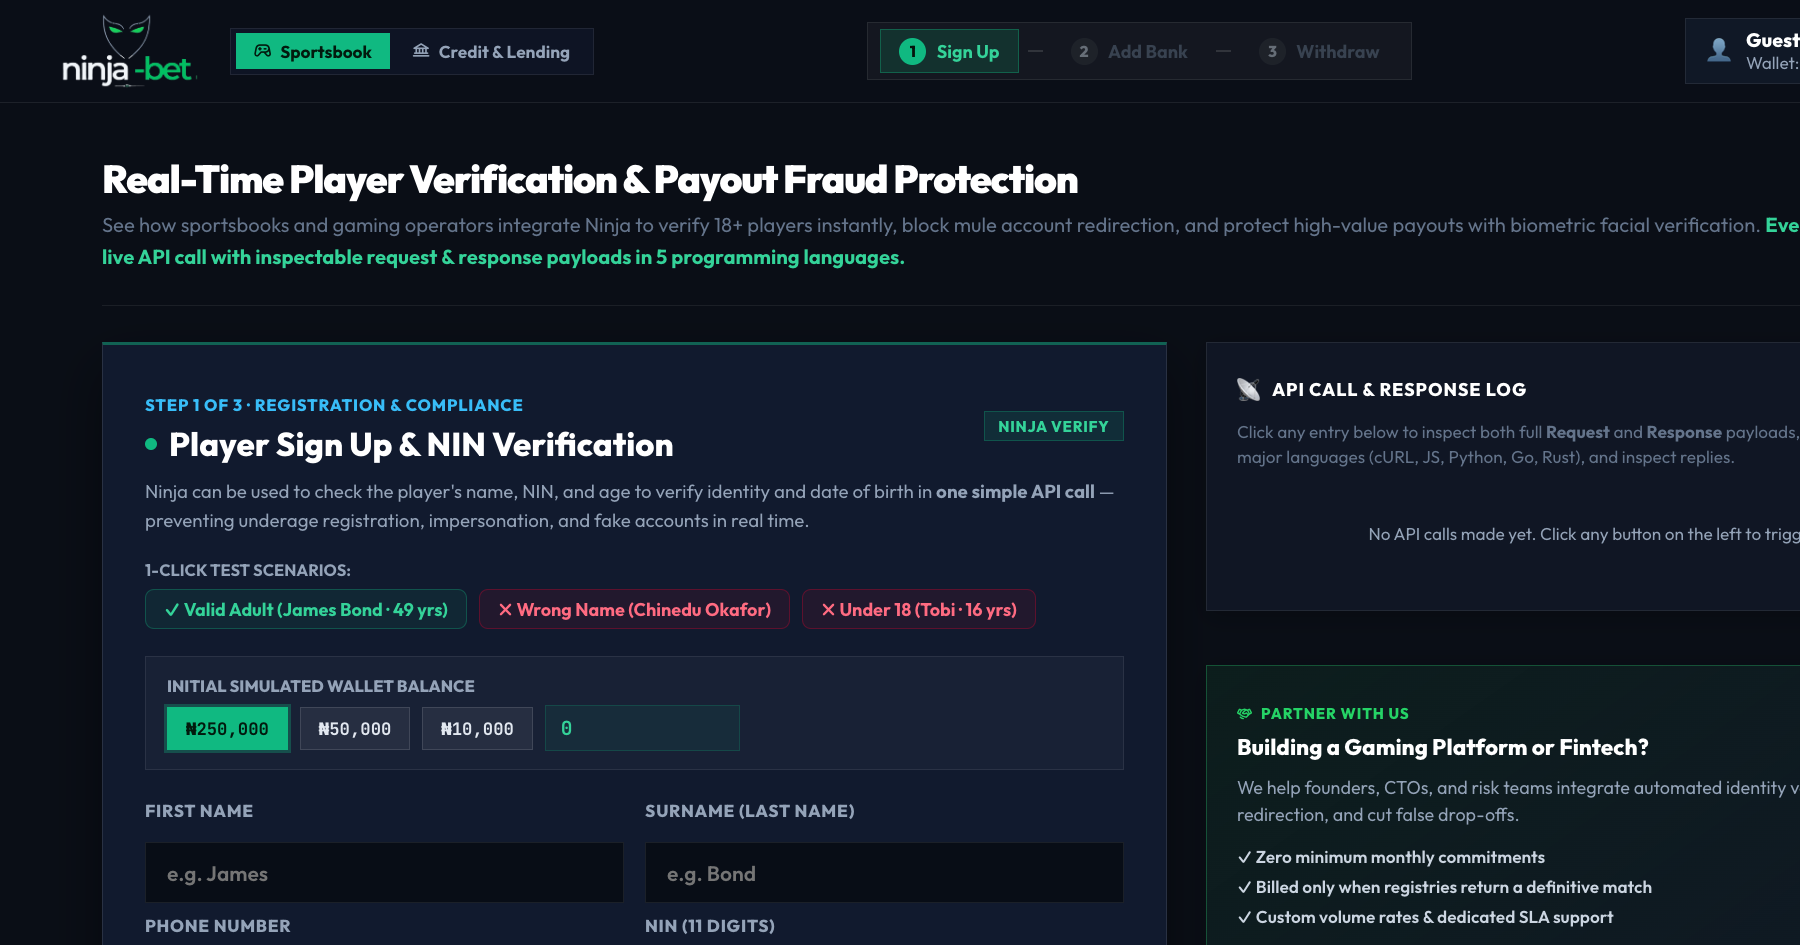 ninja-bet
Sportsbook
Credit & Lending
1 Sign Up — 2 Add Bank — 3 Withdraw
Guest
Wallet:
Real-Time Player Verification & Payout Fraud Protection
See how sportsbooks and gaming operators integrate Ninja to verify 18+ players instantly, block mule account redirection, and protect high-value payouts with biometric facial verification. Eve
live API call with inspectable request & response payloads in 5 programming languages.
STEP 1 OF 3 · REGISTRATION & COMPLIANCE
Player Sign Up & NIN Verification
NINJA VERIFY
Ninja can be used to check the player's name, NIN, and age to verify identity and date of birth in one simple API call —
preventing underage registration, impersonation, and fake accounts in real time.
1-CLICK TEST SCENARIOS:
✓ Valid Adult (James Bond · 49 yrs)
✕ Wrong Name (Chinedu Okafor)
✕ Under 18 (Tobi · 16 yrs)
INITIAL SIMULATED WALLET BALANCE
₦250,000
₦50,000
₦10,000
0
FIRST NAME
SURNAME (LAST NAME)
e.g. James
e.g. Bond
PHONE NUMBER
NIN (11 DIGITS)
API CALL & RESPONSE LOG
Click any entry below to inspect both full Request and Response payloads,
major languages (cURL, JS, Python, Go, Rust), and inspect replies.
No API calls made yet. Click any button on the left to trigg
PARTNER WITH US
Building a Gaming Platform or Fintech?
We help founders, CTOs, and risk teams integrate automated identity v
redirection, and cut false drop-offs.
✓ Zero minimum monthly commitments
✓ Billed only when registries return a definitive match
✓ Custom volume rates & dedicated SLA support